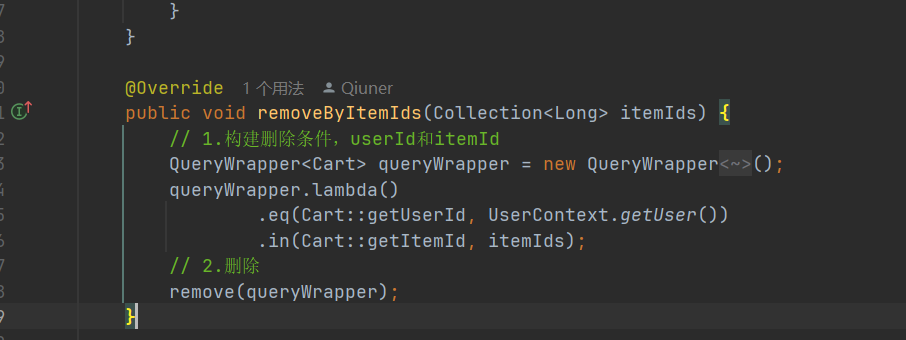 7 }
8 }
9
0 @Override 1 个用法 Qiuner
1 public void removeByItemIds(Collection<Long> itemIds) {
2 // 1.构建删除条件，userId和itemId
3 QueryWrapper<Cart> queryWrapper = new QueryWrapper<~>();
4 queryWrapper.lambda()
5 .eq(Cart::getUserId, UserContext.getUser())
6 .in(Cart::getItemId, itemIds);
7 // 2.删除
8 remove(queryWrapper);
9 }